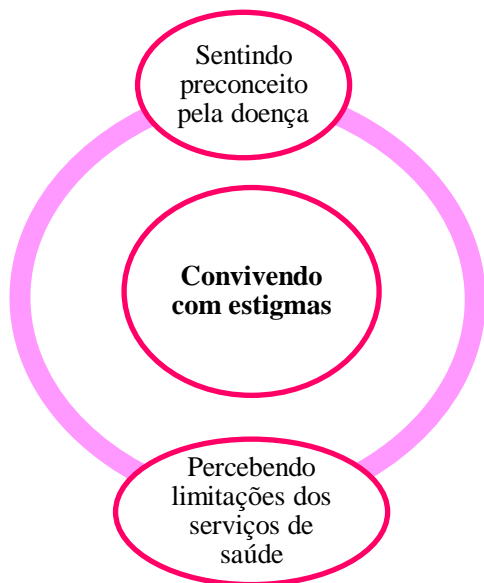 Sentindo
preconceito
pela doença
Convivendo
com estigmas
Percebendo
limitações dos
serviços de
saúde